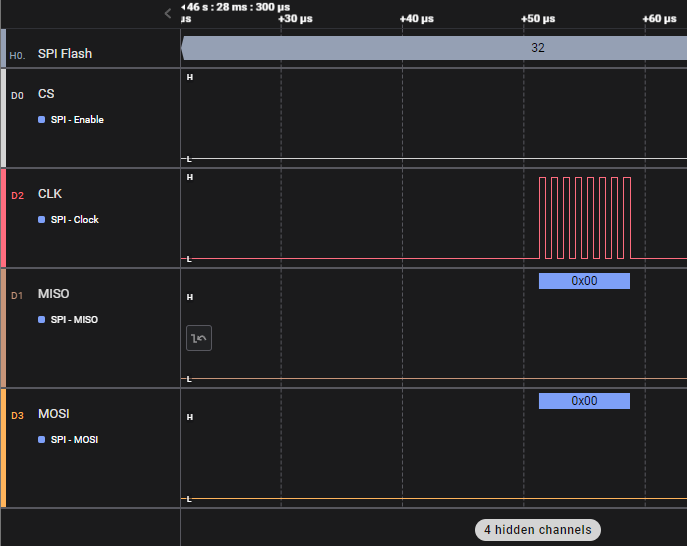 46 s : 28 ms : 300 µs
µs +30 µs +40 µs +50 µs +60 µs
H0. SPI Flash 32
D0 CS H
SPI - Enable
L
D2 CLK H
SPI - Clock
L
0x00
D1 MISO H
SPI - MISO
L
0x00
D3 MOSI H
SPI - MOSI
L
4 hidden channels